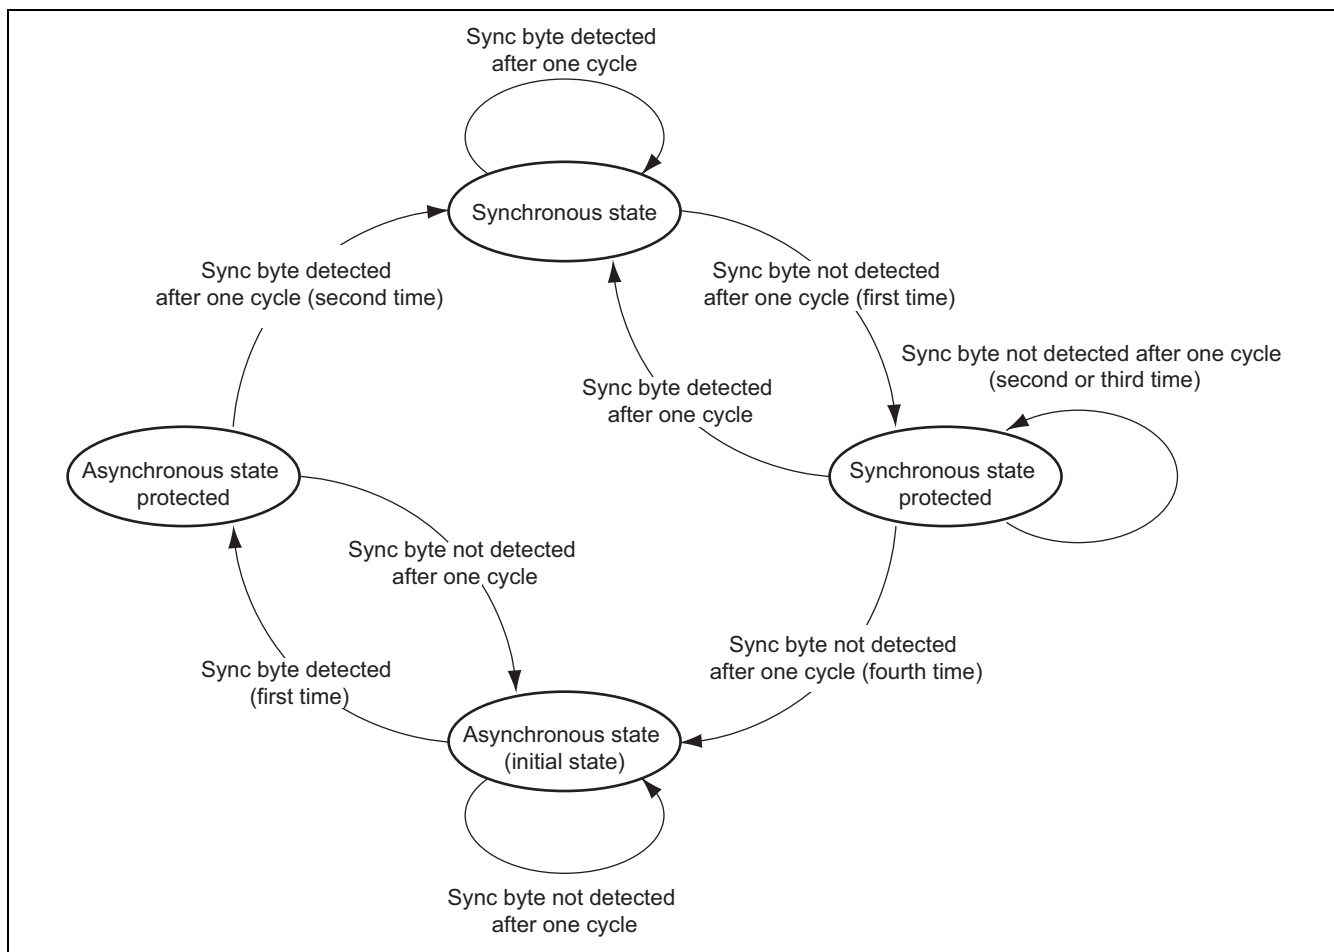 Sync byte detected
after one cycle
Synchronous state
Sync byte detected
after one cycle (second time)
Sync byte not detected
after one cycle (first time)
Sync byte not detected after one cycle
(second or third time)
Sync byte detected
after one cycle
Asynchronous state
protected
Synchronous state
protected
Sync byte not detected
after one cycle
Sync byte detected
(first time)
Sync byte not detected
after one cycle (fourth time)
Asynchronous state
(initial state)
Sync byte not detected
after one cycle